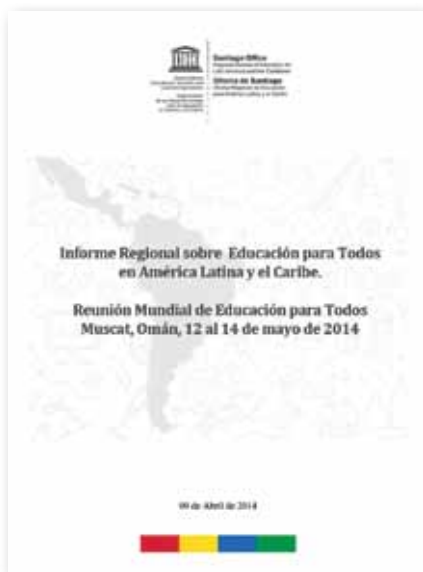 Santiago Office
Oficina de Santiago
Informe Regional sobre Educación para Todos
en América Latina y el Caribe.
Reunión Mundial de Educación para Todos
Muscat, Omán, 12 al 14 de mayo de 2014
09 de Abril de 2014